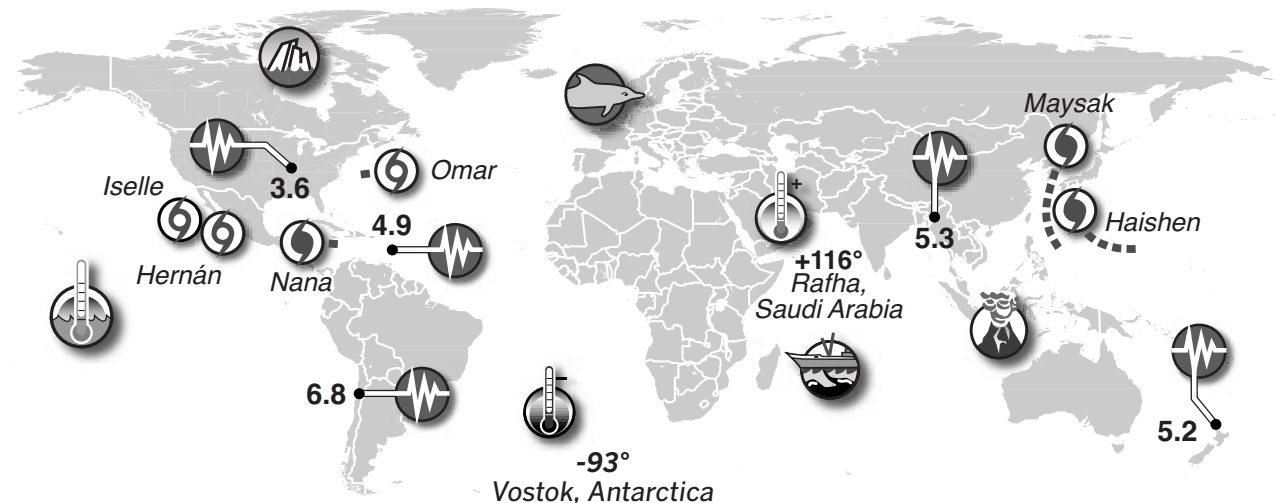 Maysak
Omar
3.6
Iselle
4.9
Haishen
5.3
Hernán
Nana
+
+116°
Rafha,
Saudi Arabia
6.8
–
5.2
-93°
Vostok, Antarctica